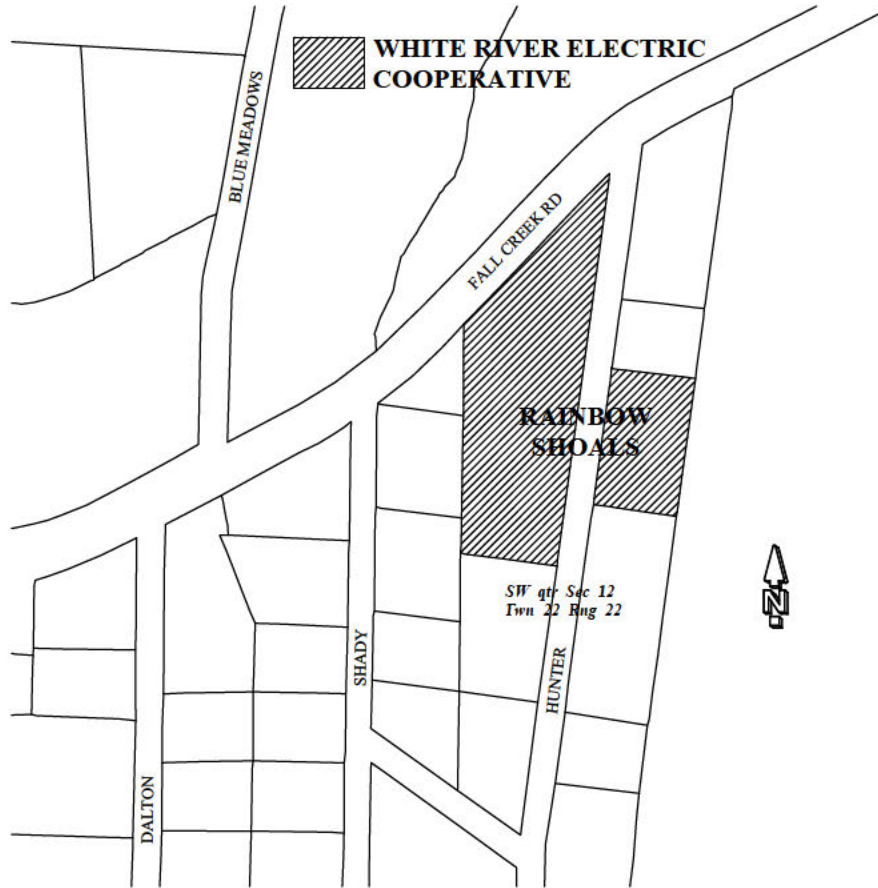 WHITE RIVER ELECTRIC
COOPERATIVE
BLUE MEADOWS
FALL CREEK RD
RAINBOW
SHOALS
SW qtr Sec 12
Twn 22 Rng 22
SHADY
HUNTER
DALTON
N